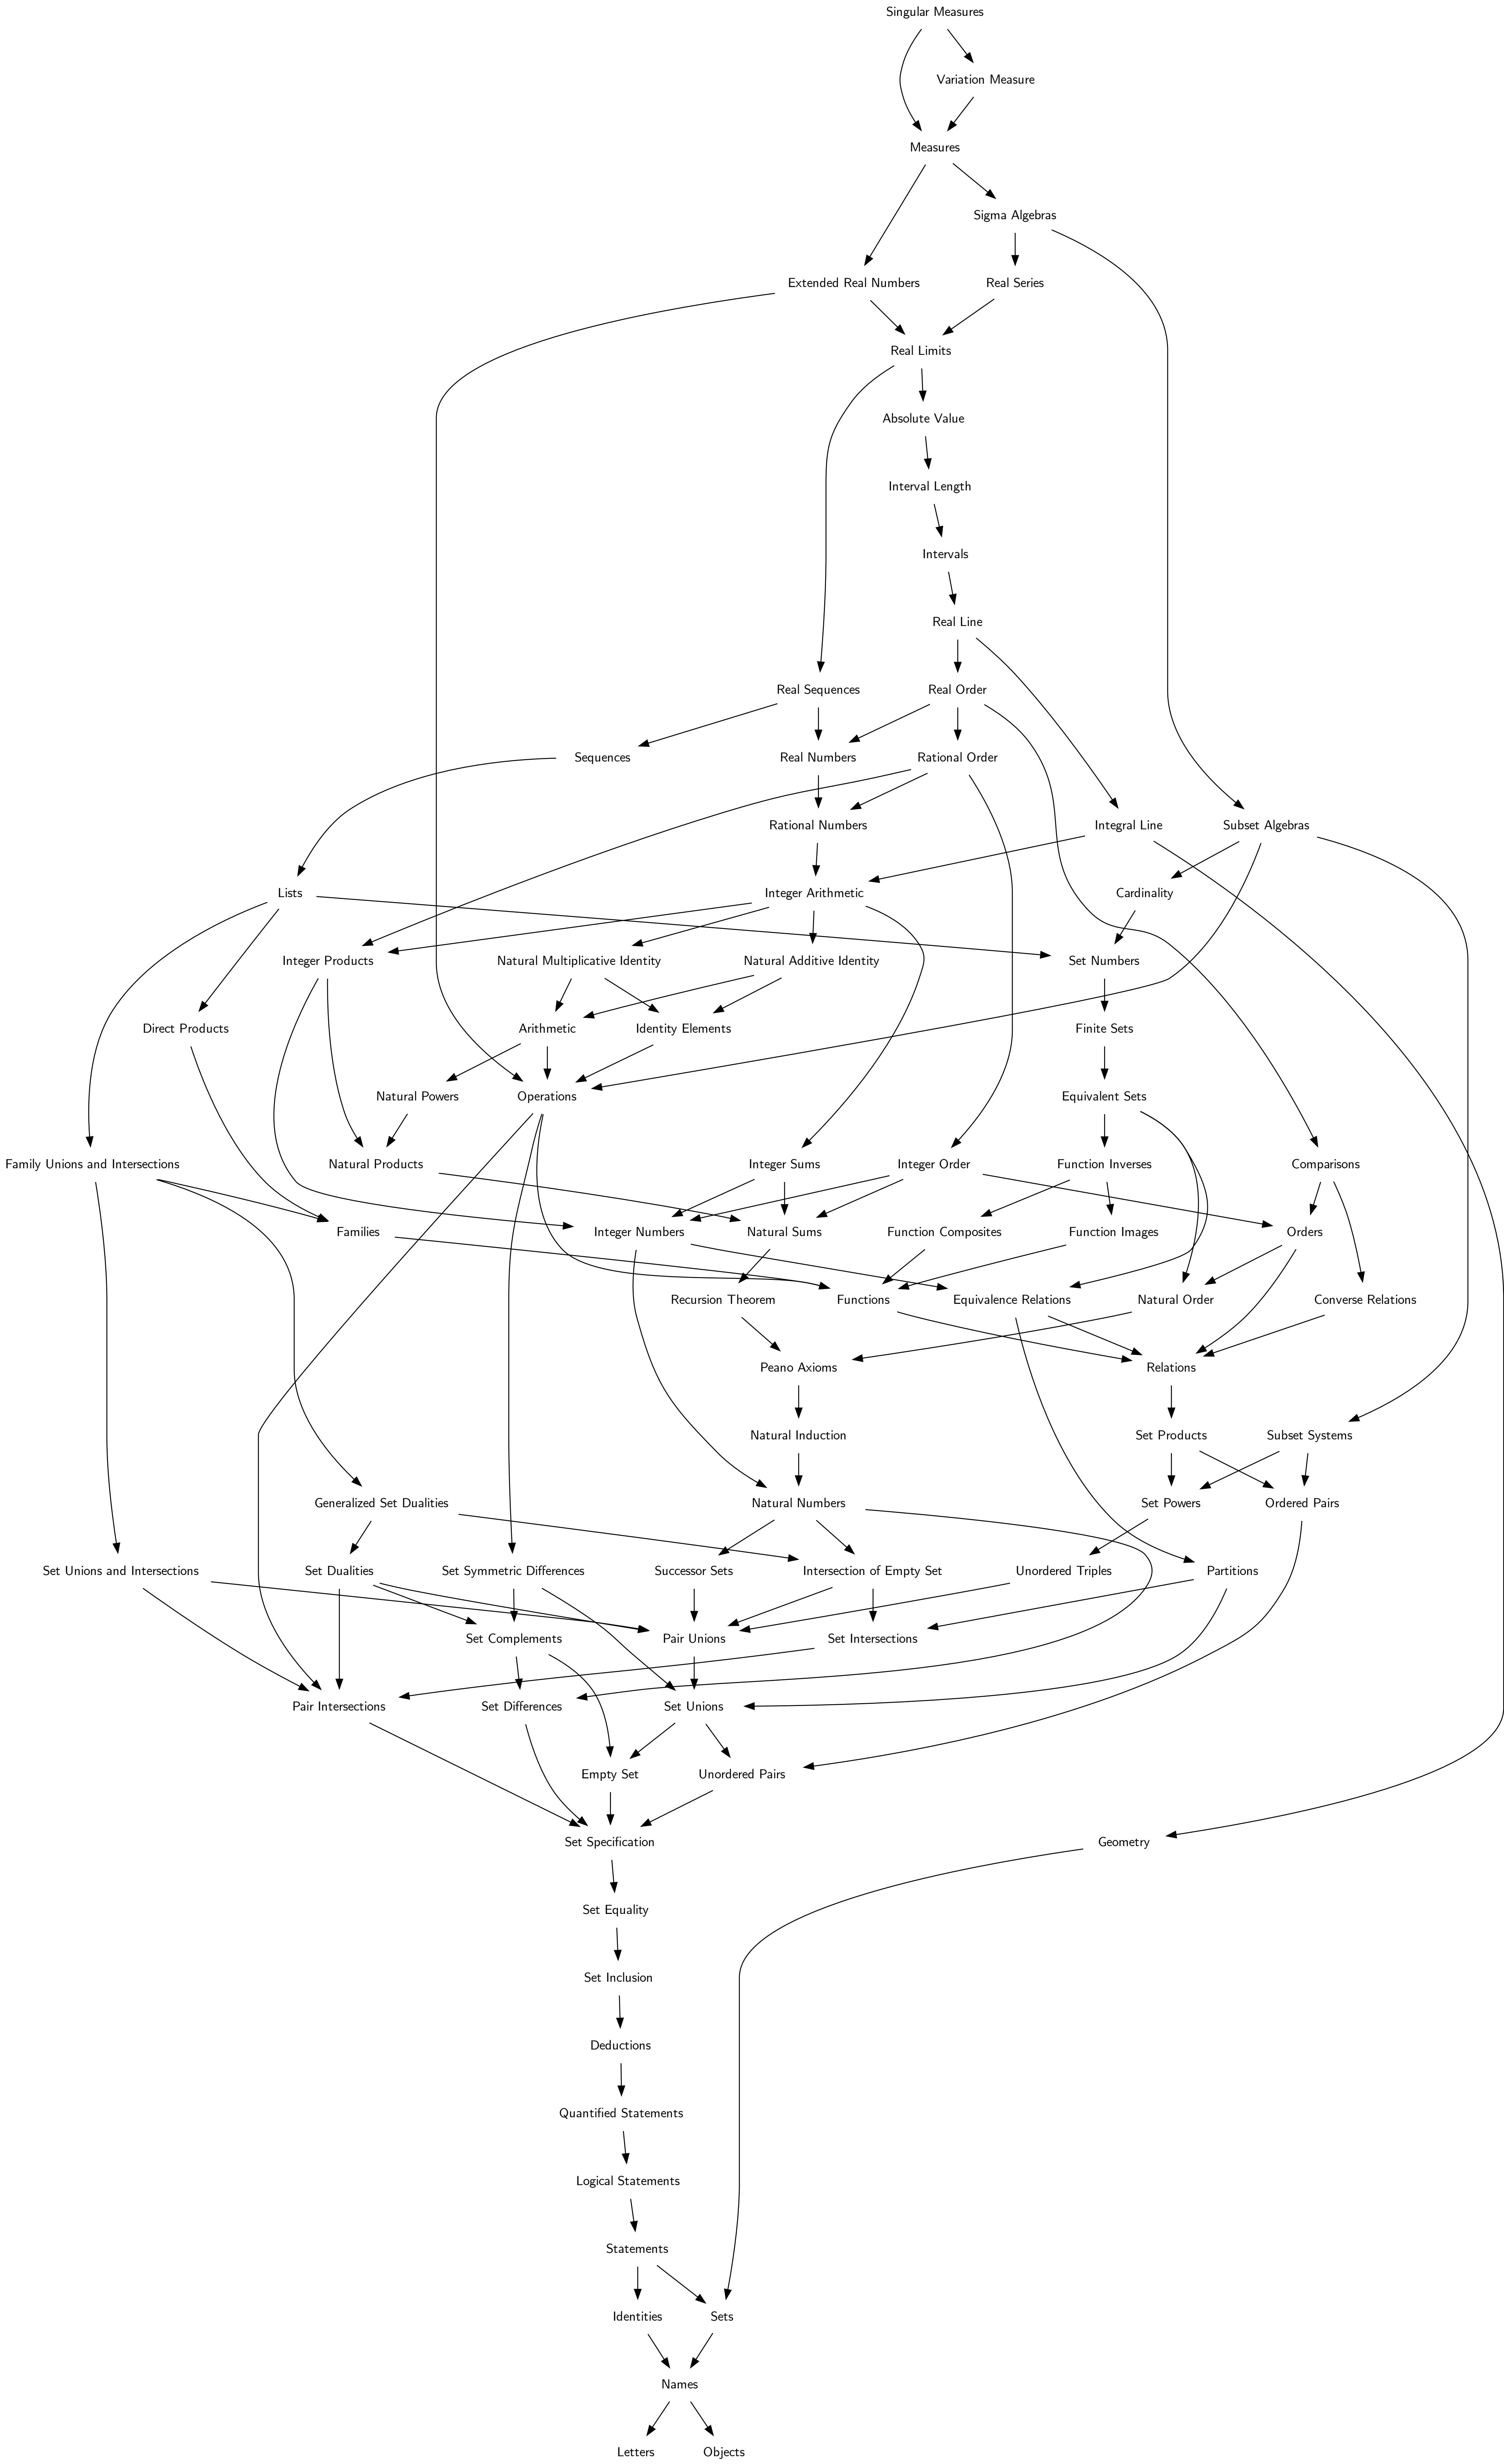 Singular Measures
Variation Measure
Measures
Sigma Algebras
Extended Real Numbers
Real Series
Real Limits
Absolute Value
Interval Length
Intervals
Real Line
Real Sequences
Real Order
Sequences
Real Numbers
Rational Order
Rational Numbers
Integral Line
Subset Algebras
Lists
Integer Arithmetic
Cardinality
Integer Products
Natural Multiplicative Identity
Natural Additive Identity
Set Numbers
Direct Products
Arithmetic
Identity Elements
Finite Sets
Natural Powers
Operations
Equivalent Sets
Family Unions and Intersections
Natural Products
Integer Sums
Integer Order
Function Inverses
Comparisons
Families
Integer Numbers
Natural Sums
Function Composites
Function Images
Orders
Recursion Theorem
Functions
Equivalence Relations
Natural Order
Converse Relations
Peano Axioms
Relations
Natural Induction
Set Products
Subset Systems
Generalized Set Dualities
Natural Numbers
Set Powers
Ordered Pairs
Set Unions and Intersections
Set Dualities
Set Symmetric Differences
Successor Sets
Intersection of Empty Set
Unordered Triples
Partitions
Set Complements
Pair Unions
Set Intersections
Pair Intersections
Set Differences
Set Unions
Empty Set
Unordered Pairs
Set Specification
Geometry
Set Equality
Set Inclusion
Deductions
Quantified Statements
Logical Statements
Statements
Identities
Sets
Names
Letters
Objects